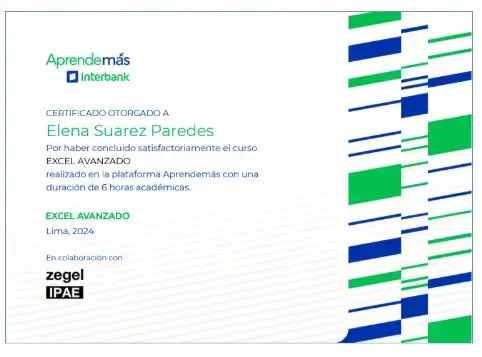 Aprendemás
Interbank
CERTIFICADO OTORGADO A
Elena Suarez Paredes
Por haber concluido satisfactoriamente el curso
EXCEL AVANZADO
realizado en la plataforma Aprendemás con una
duración de 6 horas académicas.
EXCEL AVANZADO
Lima, 2024.
En colaboración con
zegel
IPAE